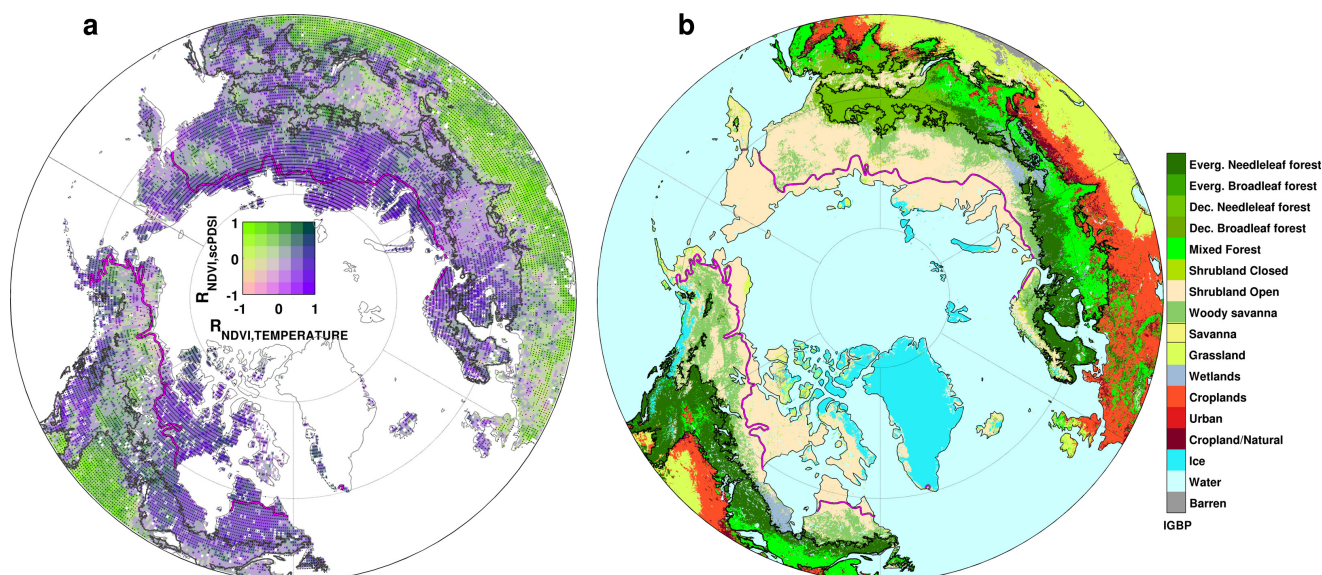 a
b
R NDVI,scPDSI
1
0
-1
-1 0 1
R NDVI,TEMPERATURE
Everg. Needleleaf forest
Everg. Broadleaf forest
Dec. Needleleaf forest
Dec. Broadleaf forest
Mixed Forest
Shrubland Closed
Shrubland Open
Woody savanna
Savanna
Grassland
Wetlands
Croplands
Urban
Cropland/Natural
Ice
Water
Barren
IGBP